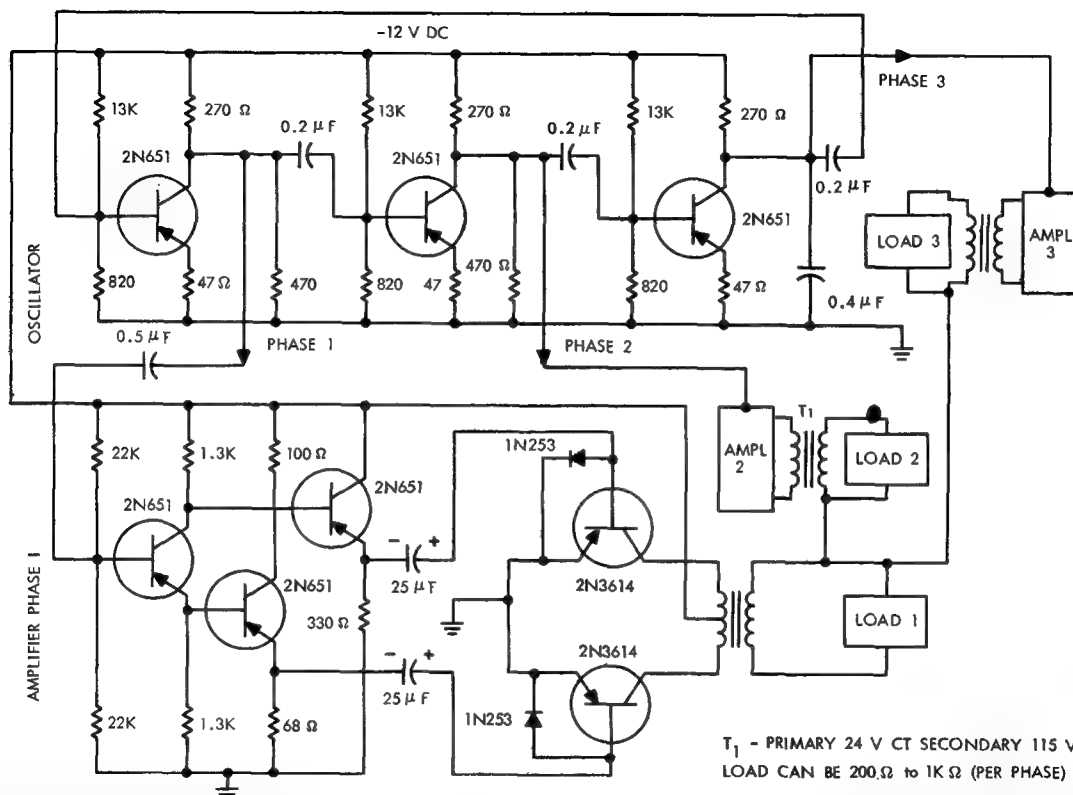 -12 V DC
PHASE 3
OSCILLATOR
13K
270 Ω
0.2 μF
2N651
820
47Ω
470
13K
270 Ω
0.2 μF
2N651
820
47
470 Ω
13K
270 Ω
2N651
0.2 μF
820
47 Ω
0.4 μF
LOAD 3
AMPL
3
0.5 μF
PHASE 1
PHASE 2
AMPLIFIER PHASE 1
22K
1.3K
100Ω
2N651
2N651
2N651
22K
1.3K
68 Ω
330 Ω
- +
25 μF
- +
25 μF
1N253
2N3614
2N3614
1N253
AMPL
2
T1
LOAD 2
LOAD 1
T1 - PRIMARY 24 V CT SECONDARY 115 V
LOAD CAN BE 200Ω to 1K Ω (PER PHASE)